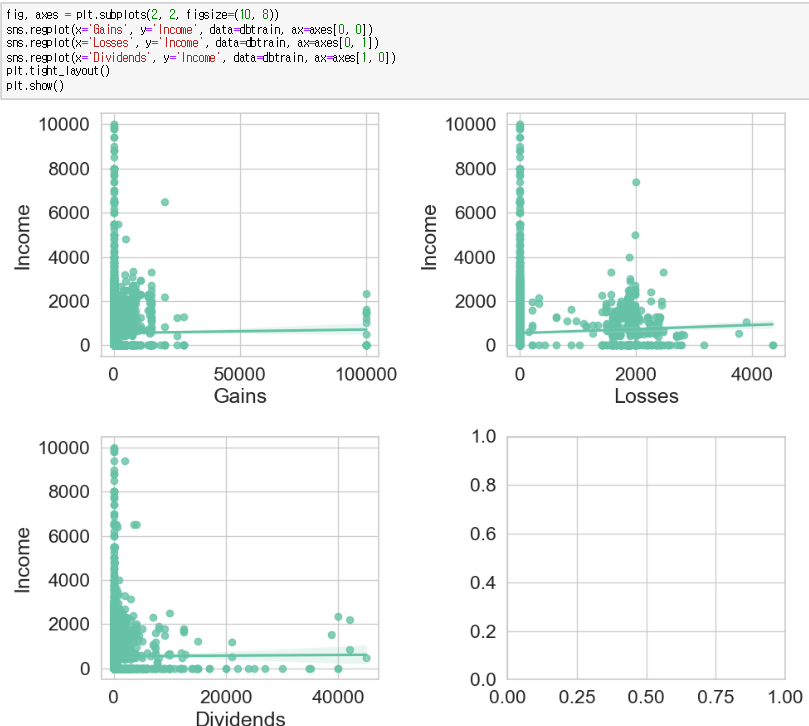 fig, axes = plt.subplots(2, 2, figsize=(10, 8))
sns.regplot(x='Gains', y='Income', data=dbtrain, ax=axes[0, 0])
sns.regplot(x='Losses', y='Income', data=dbtrain, ax=axes[0, 1])
sns.regplot(x='Dividends', y='Income', data=dbtrain, ax=axes[1, 0])
plt.tight_layout()
plt.show()
10000
8000
6000
4000
2000
0
Income
0 50000 100000
Gains
10000
8000
6000
4000
2000
0
Income
0 2000 4000
Losses
10000
8000
6000
4000
2000
0
Income
0 20000 40000
Dividends
1.0
0.8
0.6
0.4
0.2
0.0
0.00 0.25 0.50 0.75 1.00